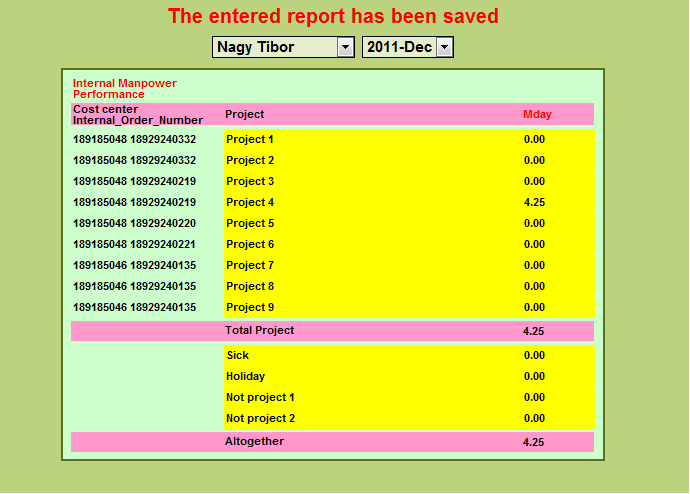 The entered report has been saved
Nagy Tibor 2011-Dec
Internal Manpower
Performance
Cost center
Internal_Order_Number Project Mday
189185048 18929240332 Project 1 0.00
189185048 18929240332 Project 2 0.00
189185048 18929240219 Project 3 0.00
189185048 18929240219 Project 4 4.25
189185048 18929240220 Project 5 0.00
189185048 18929240221 Project 6 0.00
189185046 18929240135 Project 7 0.00
189185046 18929240135 Project 8 0.00
189185046 18929240135 Project 9 0.00
Total Project 4.25
Sick 0.00
Holiday 0.00
Not project 1 0.00
Not project 2 0.00
Altogether 4.25